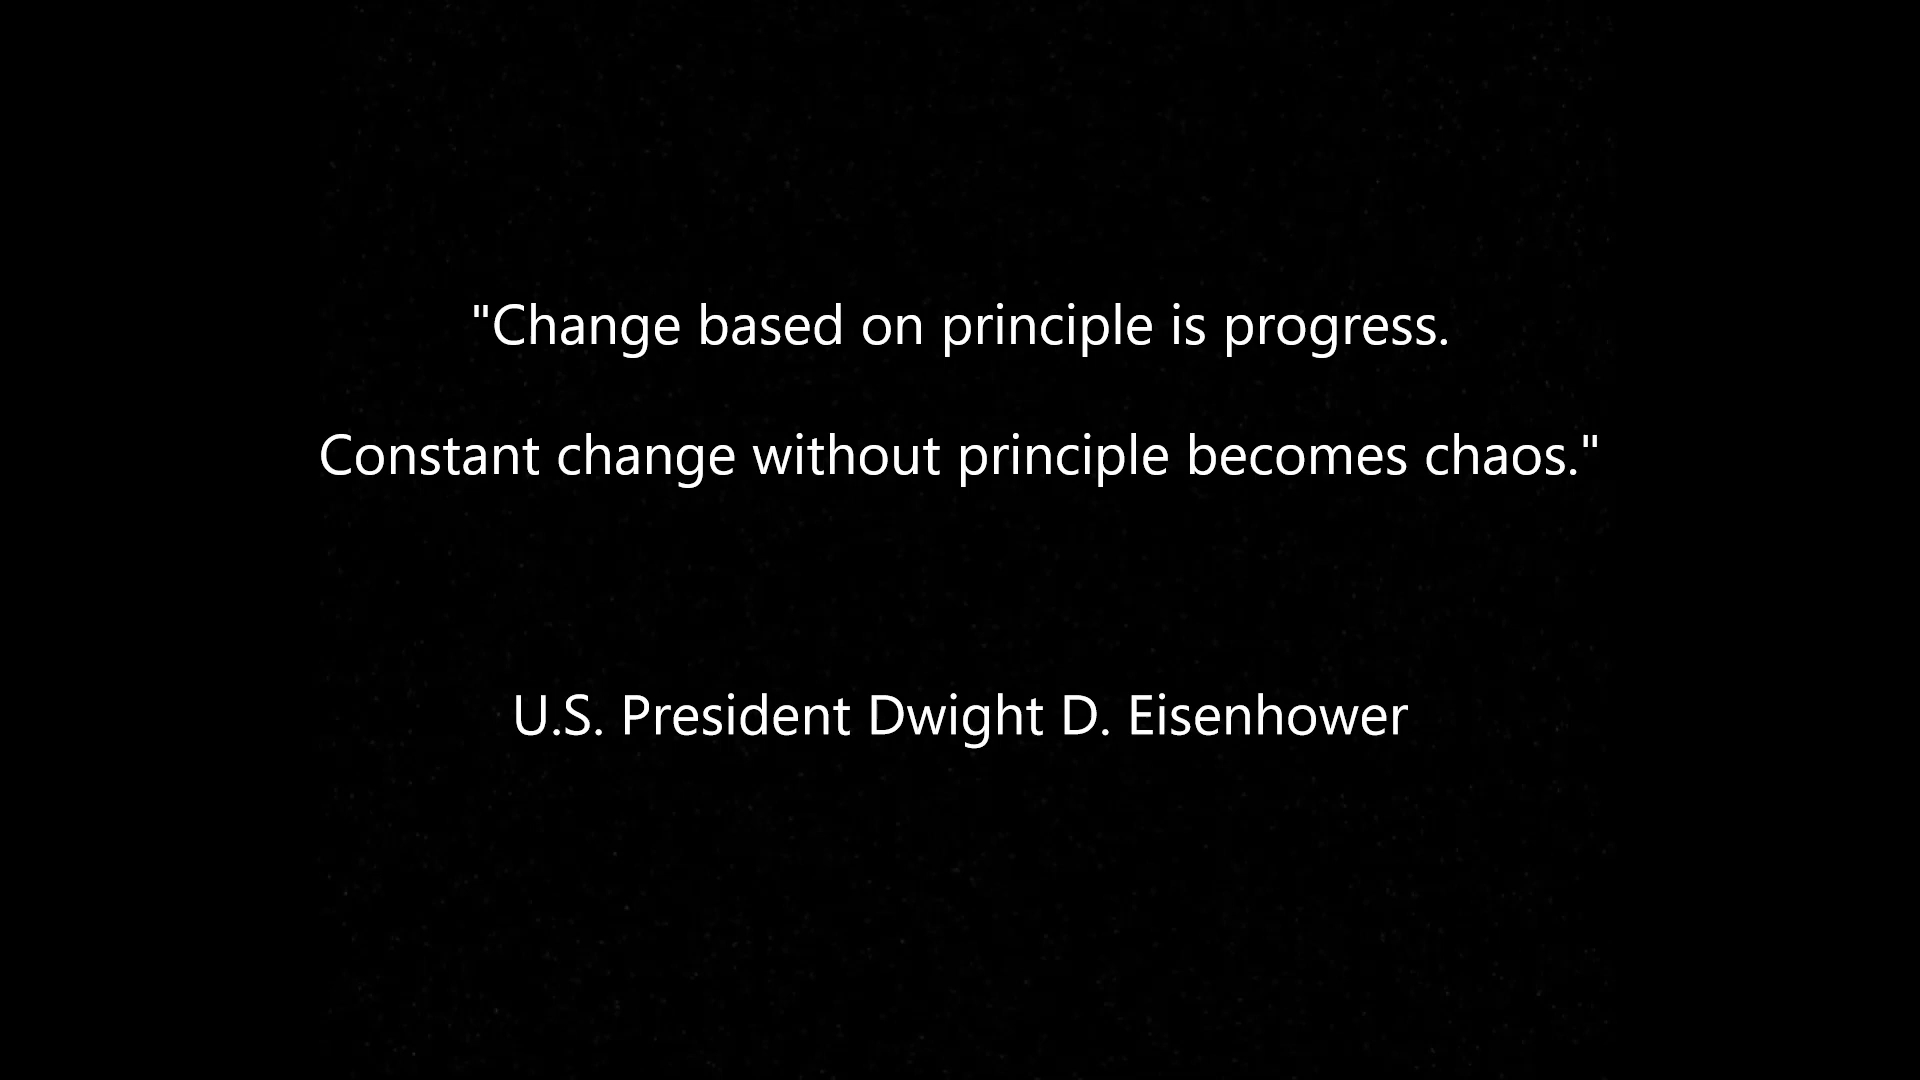 "Change based on principle is progress.
Constant change without principle becomes chaos."
U.S. President Dwight D. Eisenhower